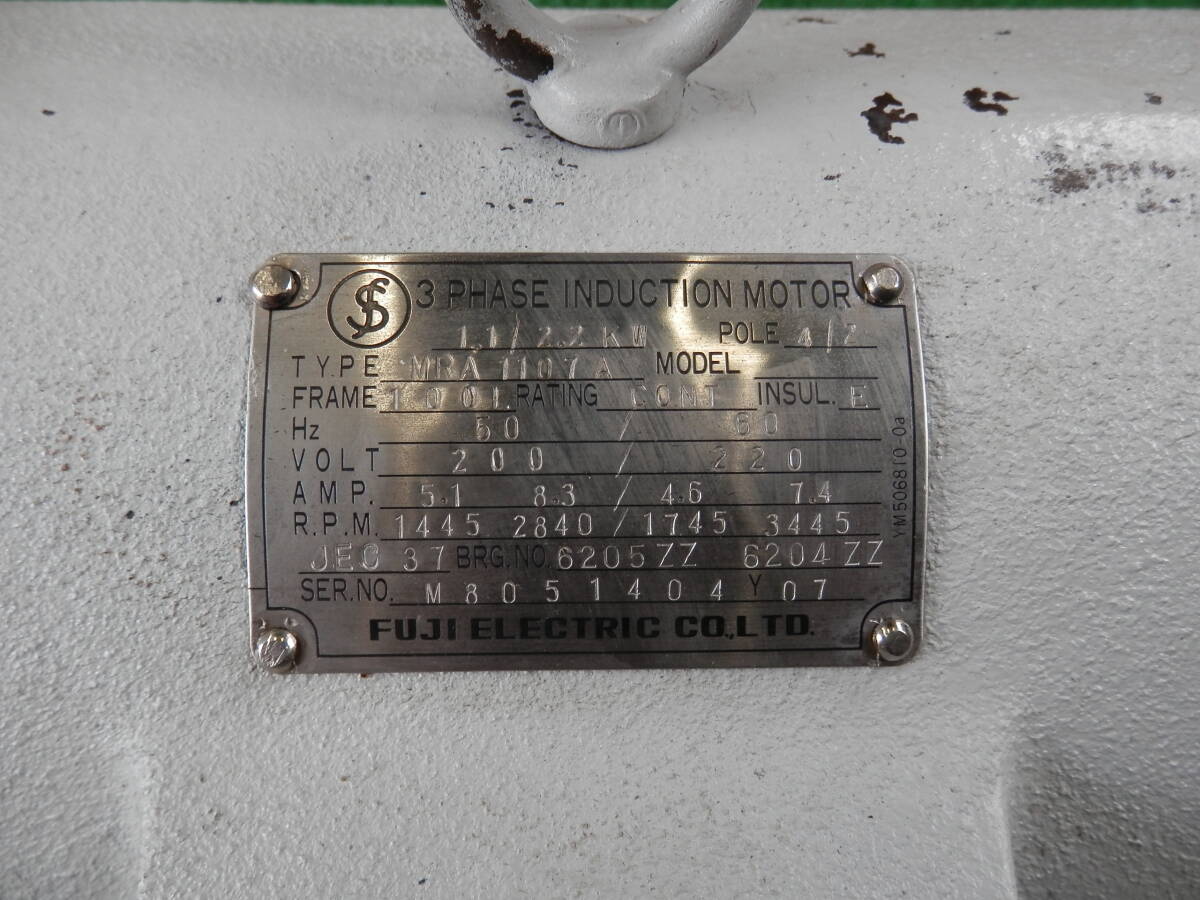 3 PHASE INDUCTION MOTOR
1.1/2.2 KW POLE 4/2
TYPE MRA 1107 A MODEL
FRAME 100L RATING CONT INSUL. E
Hz 50 / 60
VOLT 200 / 220
AMP. 5.1 8.3 / 4.6 7.4
R.P.M. 1445 2840 / 1745 3445
JEC 37 BRG.NO. 6205ZZ 6204ZZ
SER.NO. M8051404Y07
FUJI ELECTRIC CO.,LTD.
YM506810-0a